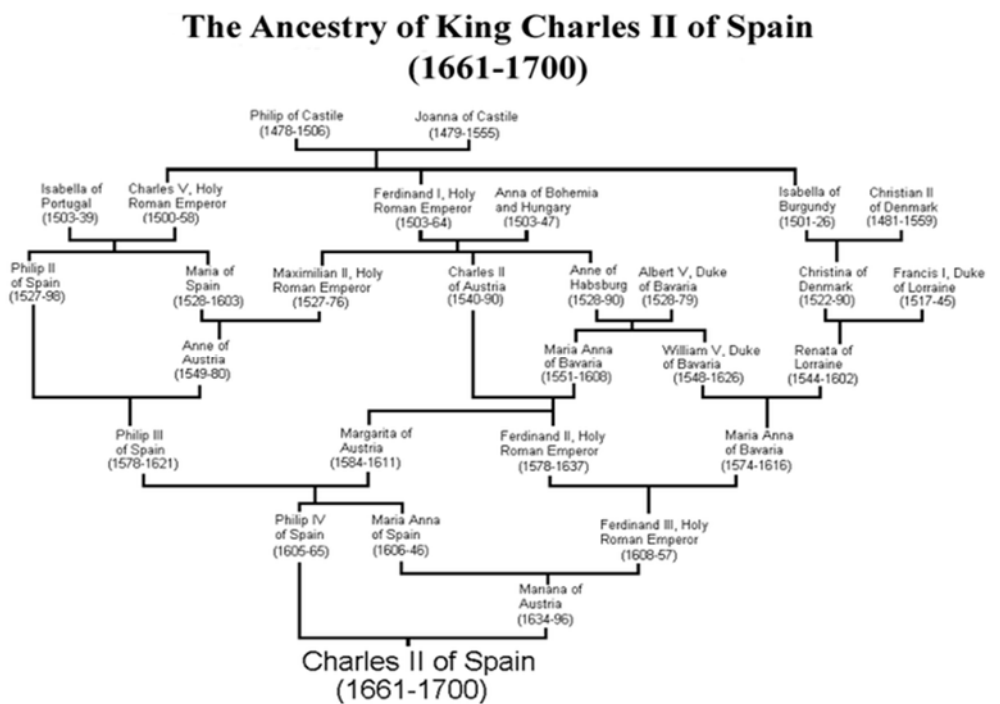 The Ancestry of King Charles II of Spain
(1661-1700)
Philip of Castile
(1478-1506)
Joanna of Castile
(1479-1555)
Isabella of
Portugal
(1503-39)
Charles V, Holy
Roman Emperor
(1500-58)
Ferdinand I, Holy
Roman Emperor
(1503-64)
Anna of Bohemia
and Hungary
(1503-47)
Isabella of
Burgundy
(1501-26)
Christian II
of Denmark
(1481-1559)
Philip II
of Spain
(1527-98)
Maria of
Spain
(1528-1603)
Maximilian II, Holy
Roman Emperor
(1527-76)
Charles II
of Austria
(1540-90)
Anne of
Habsburg
(1528-90)
Albert V, Duke
of Bavaria
(1528-79)
Christina of
Denmark
(1522-90)
Francis I, Duke
of Lorraine
(1517-45)
Anne of
Austria
(1549-80)
Maria Anna
of Bavaria
(1551-1608)
William V, Duke
of Bavaria
(1548-1626)
Renata of
Lorraine
(1544-1602)
Philip III
of Spain
(1578-1621)
Margarita of
Austria
(1584-1611)
Ferdinand II, Holy
Roman Emperor
(1578-1637)
Maria Anna
of Bavaria
(1574-1616)
Philip IV
of Spain
(1605-65)
Maria Anna
of Spain
(1606-46)
Ferdinand III, Holy
Roman Emperor
(1608-57)
Mariana of
Austria
(1634-96)
Charles II of Spain
(1661-1700)